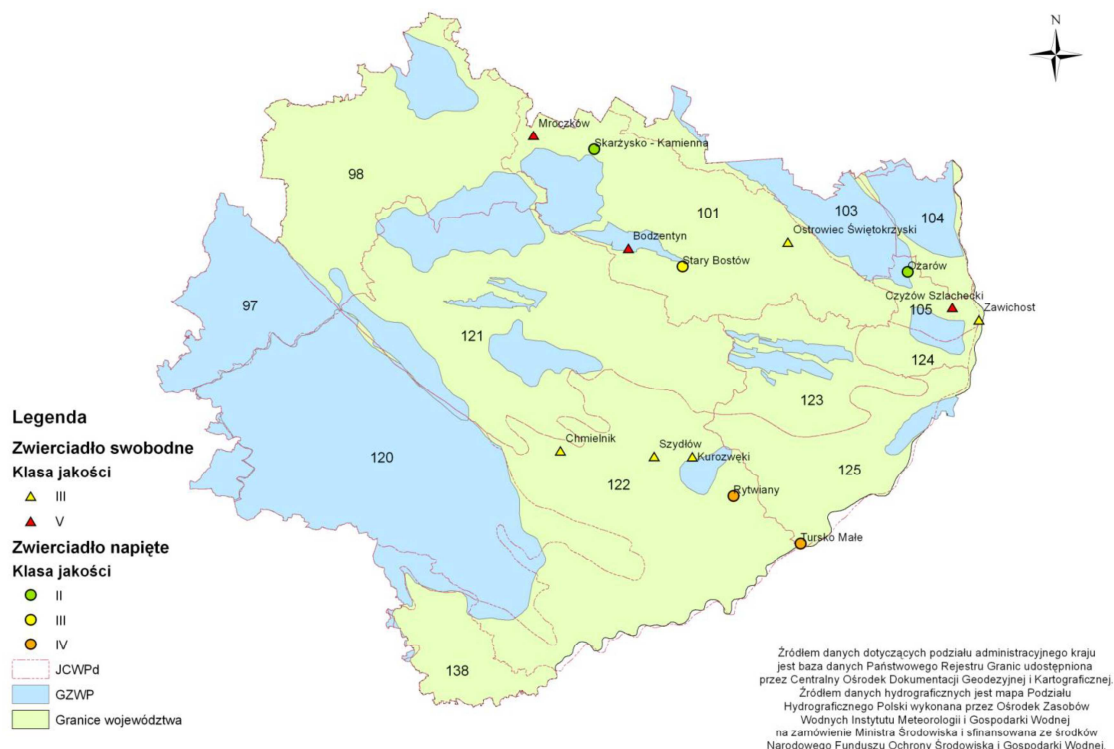 N
Mroczków
Skarżysko - Kamienna
98
101
103
104
Ostrowiec Świętokrzyski
Bodzentyn
Stary Bostów
Ożarów
97
Czyżów Szlachecki
105
Zawichost
121
124
123
Legenda
Zwierciadło swobodne
Klasa jakości
III
V
Zwierciadło napięte
Klasa jakości
II
III
IV
JCWPd
GZWP
Granice województwa
Chmielnik
Szydłów
Kurozwęki
120
122
125
Rytwiany
Tursko Małe
138
Źródłem danych dotyczących podziału administracyjnego kraju
jest baza danych Państwowego Rejestru Granic udostępniona
przez Centralny Ośrodek Dokumentacji Geodezyjnej i Kartograficznej.
Źródłem danych hydrograficznych jest mapa Podziału
Hydrograficznego Polski wykonana przez Ośrodek Zasobów
Wodnych Instytutu Meteorologii i Gospodarki Wodnej
na zamówienie Ministra Środowiska i sfinansowana ze środków
Narodowego Funduszu Ochrony Środowiska i Gospodarki Wodnej.